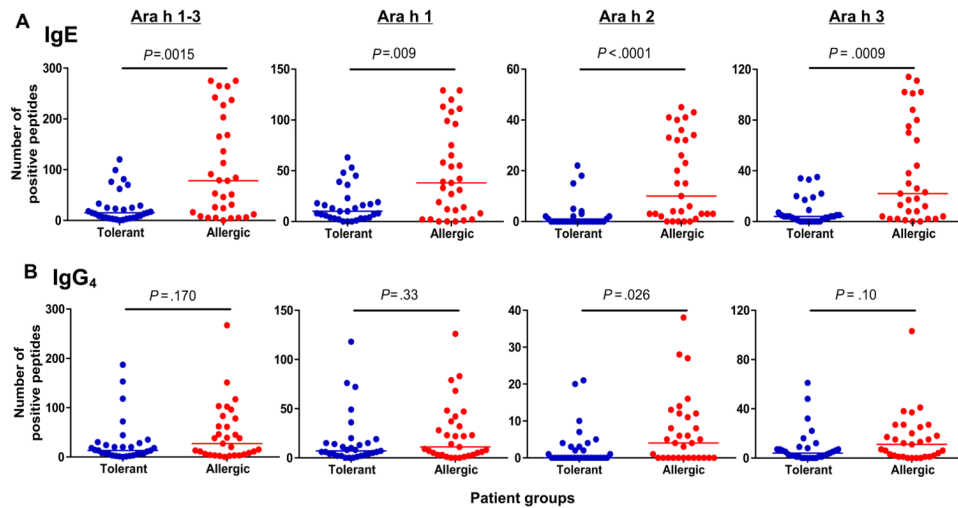 A
IgE
Ara h 1-3
Ara h 1
Ara h 2
Ara h 3
P=.0015
P=.009
P<.0001
P = .0009
Number of
positive peptides
300
200
100
0
Tolerant
Allergic
150
100
50
0
Tolerant
Allergic
60
40
20
0
Tolerant
Allergic
120
80
40
0
Tolerant
Allergic
B
IgG4
P = .170
P = .33
P = .026
P = .10
Number of
positive peptides
300
200
100
0
Tolerant
Allergic
150
100
50
0
Tolerant
Allergic
40
30
20
10
0
Tolerant
Allergic
120
80
40
0
Tolerant
Allergic
Patient groups